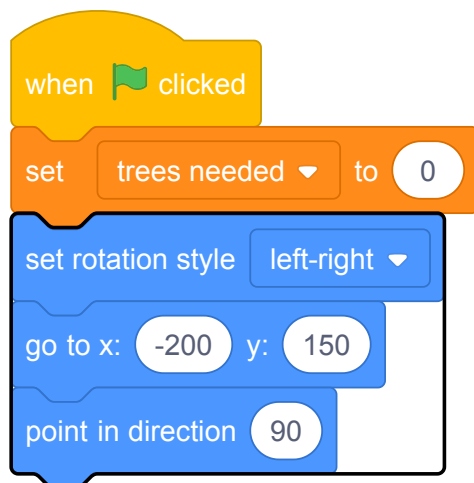 when clicked
set trees needed to 0
set rotation style left-right
go to x: -200 y: 150
point in direction 90